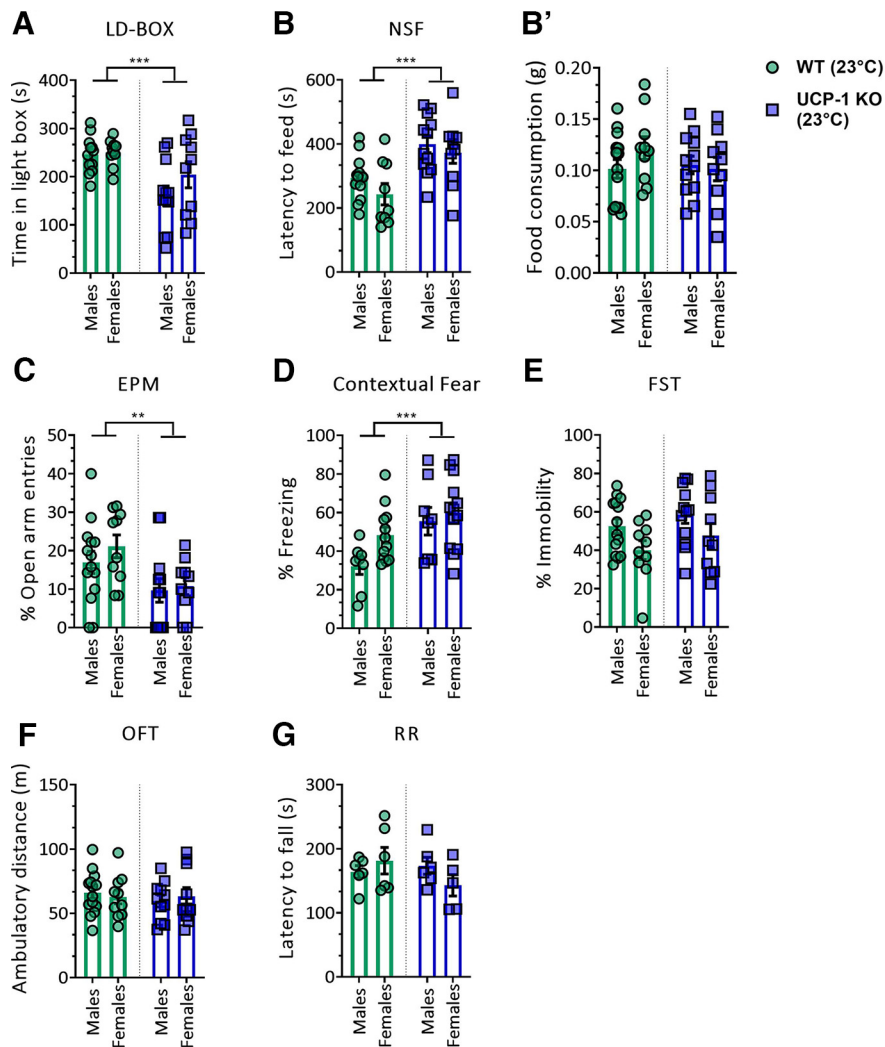 A LD-BOX
Time in light box (s)
400
300
200
100
0
***
Males
Females
B NSF
Latency to feed (s)
600
400
200
0
***
Males
Females
B’
Food consumption (g)
0.20
0.15
0.10
0.05
0.00
Males
Females
WT (23°C)
UCP-1 KO
(23°C)
C EPM
% Open arm entries
50
40
30
20
10
0
**
Males
Females
D Contextual Fear
% Freezing
100
80
60
40
20
0
***
Males
Females
E FST
% Immobility
100
80
60
40
20
0
Males
Females
F OFT
Ambulatory distance (m)
150
100
50
0
Males
Females
G RR
Latency to fall (s)
300
200
100
0
Males
Females
Males
Females
Males
Females
Males
Females
Males
Females
Males
Females
Males
Females
Males
Females
Males
Females